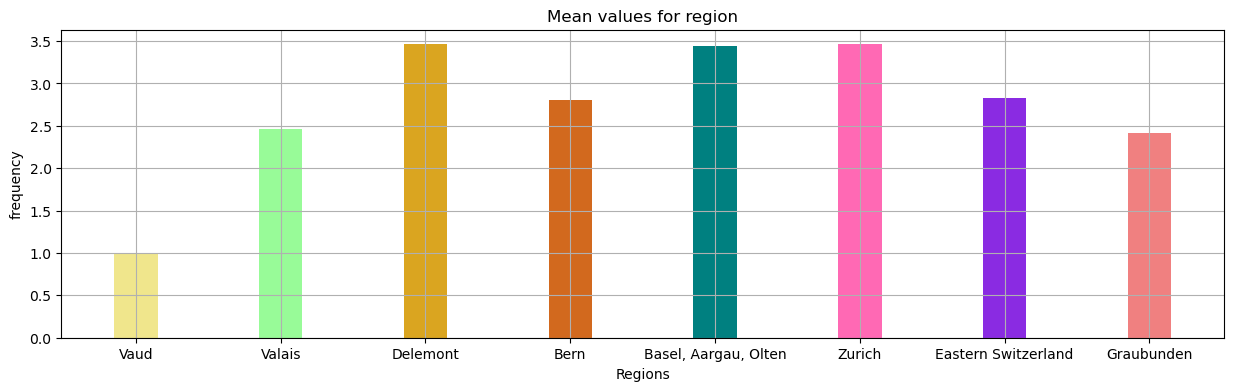 Mean values for region
3.5
3.0
2.5
2.0
1.5
1.0
0.5
0.0
frequency
Vaud Valais Delemont Bern Basel, Aargau, Olten Zurich Eastern Switzerland Graubunden
Regions